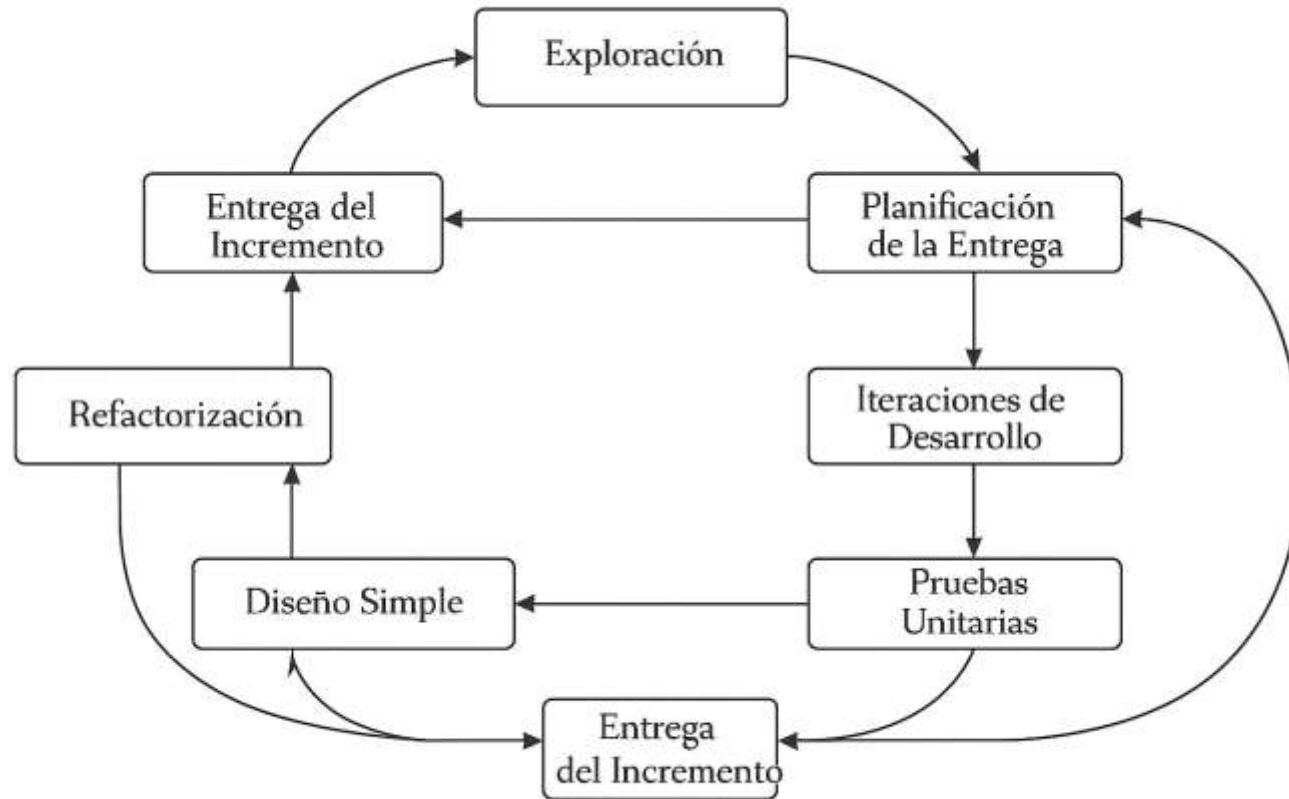 Exploración
Entrega del
Incremento
Planificación
de la Entrega
Refactorización
Iteraciones de
Desarrollo
Diseño Simple
Pruebas
Unitarias
Entrega
del Incremento